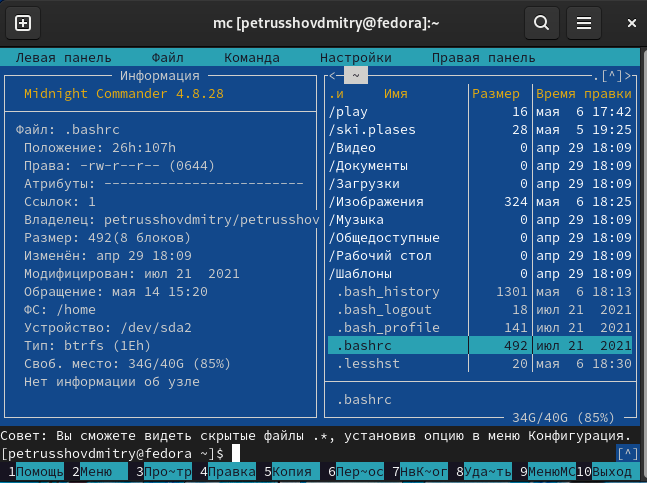 mc [petrusshovdmitry@fedora]:~
Левая панель Файл Команда Настройки Правая панель
Информация
Midnight Commander 4.8.28
Файл: .bashrc
Положение: 26h:107h
Права: -rw-r--r-- (0644)
Атрибуты: -------------------------
Ссылок: 1
Владелец: petrusshovdmitry/petrusshov
Размер: 492(8 блоков)
Изменён: апр 29 18:09
Модифицирован: июл 21 2021
Обращение: мая 14 15:20
ФС: /home
Устройство: /dev/sda2
Тип: btrfs (1Eh)
Своб. место: 34G/40G (85%)
Нет информации об узле
<- ~ .[^]>
.и Имя Размер Время правки
/play 16 мая 6 17:42
/ski.plases 28 мая 5 19:25
/Видео 0 апр 29 18:09
/Документы 0 апр 29 18:09
/Загрузки 0 апр 29 18:09
/Изображения 324 мая 6 18:25
/Музыка 0 апр 29 18:09
/Общедоступные 0 апр 29 18:09
/Рабочий стол 0 апр 29 18:09
/Шаблоны 0 апр 29 18:09
.bash_history 1301 мая 6 18:13
.bash_logout 18 июл 21 2021
.bash_profile 141 июл 21 2021
.bashrc 492 июл 21 2021
.lesshst 20 мая 6 18:30
.bashrc
34G/40G (85%)
Совет: Вы сможете видеть скрытые файлы .*, установив опцию в меню Конфигурация.
[petrusshovdmitry@fedora ~]$ [^]
1Помощь 2Меню 3Про~тр 4Правка 5Копия 6Пер~ос 7НвК~ог 8Уда~ть 9МенюMC 10Выход